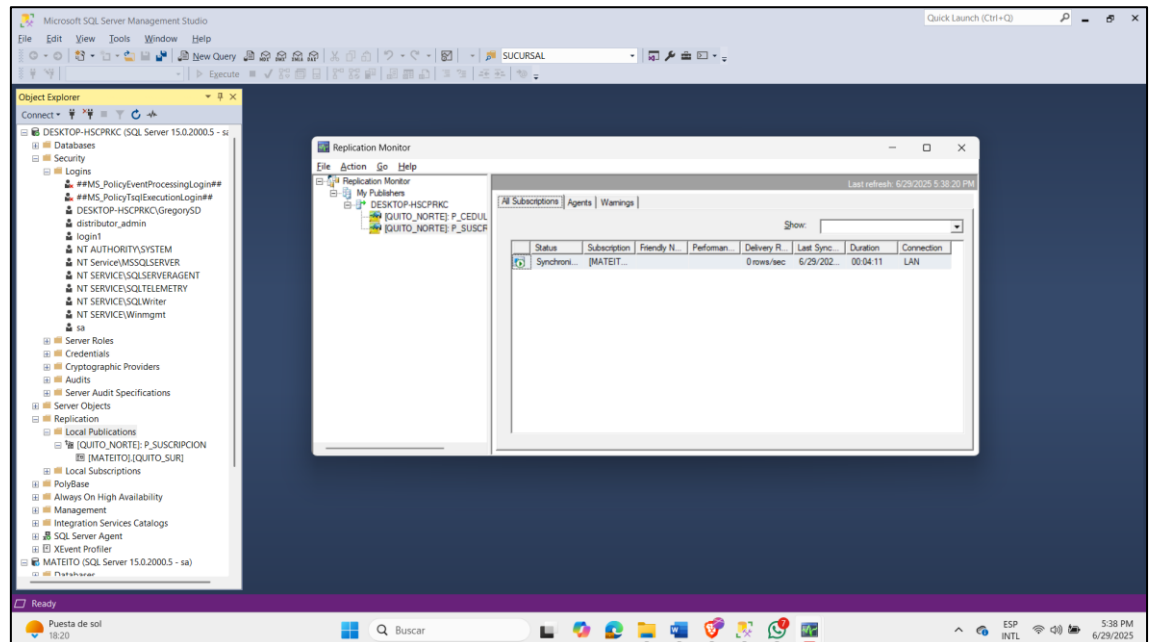 Microsoft SQL Server Management Studio
Quick Launch (Ctrl+Q)
File Edit View Tools Window Help
New Query
SUCURSAL
Execute
Object Explorer
Connect
DESKTOP-HSCPRKC (SQL Server 15.0.2000.5 - sa
Databases
Security
Logins
##MS_PolicyEventProcessingLogin##
##MS_PolicyTsqlExecutionLogin##
DESKTOP-HSCPRKC\GregorySD
distributor_admin
login1
NT AUTHORITY\SYSTEM
NT Service\MSSQLSERVER
NT SERVICE\SQLSERVERAGENT
NT SERVICE\SQLTELEMETRY
NT SERVICE\SQLWriter
NT SERVICE\Winmgmt
sa
Server Roles
Credentials
Cryptographic Providers
Audits
Server Audit Specifications
Server Objects
Replication
Local Publications
[QUITO_NORTE]: P_SUSCRIPCION
[MATEITO].[QUITO_SUR]
Local Subscriptions
PolyBase
Always On High Availability
Management
Integration Services Catalogs
SQL Server Agent
XEvent Profiler
MATEITO (SQL Server 15.0.2000.5 - sa)
Databases
Replication Monitor
File Action Go Help
Replication Monitor
My Publishers
DESKTOP-HSCPRKC
[QUITO_NORTE]: P_CEDUL
[QUITO_NORTE]: P_SUSCR
Last refresh: 6/29/2025 5:38:20 PM
All Subscriptions Agents Warnings
Show:
Status Subscription Friendly N... Performan... Delivery R... Last Sync... Duration Connection
Synchroni... [MATEIT... 0 rows/sec 6/29/202... 00:04:11 LAN
Ready
Puesta de sol
18:20
Buscar
ESP
INTL
5:38 PM
6/29/2025